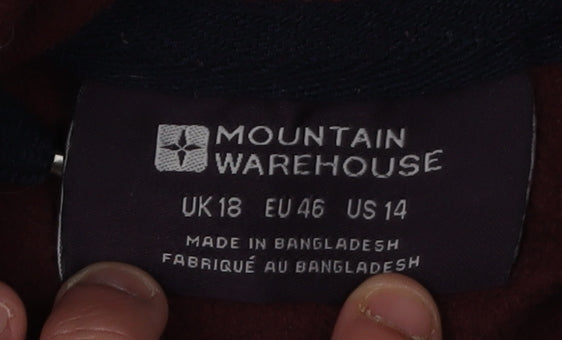 MOUNTAIN
WAREHOUSE
UK 18 EU 46 US 14
MADE IN BANGLADESH
FABRIQUÉ AU BANGLADESH